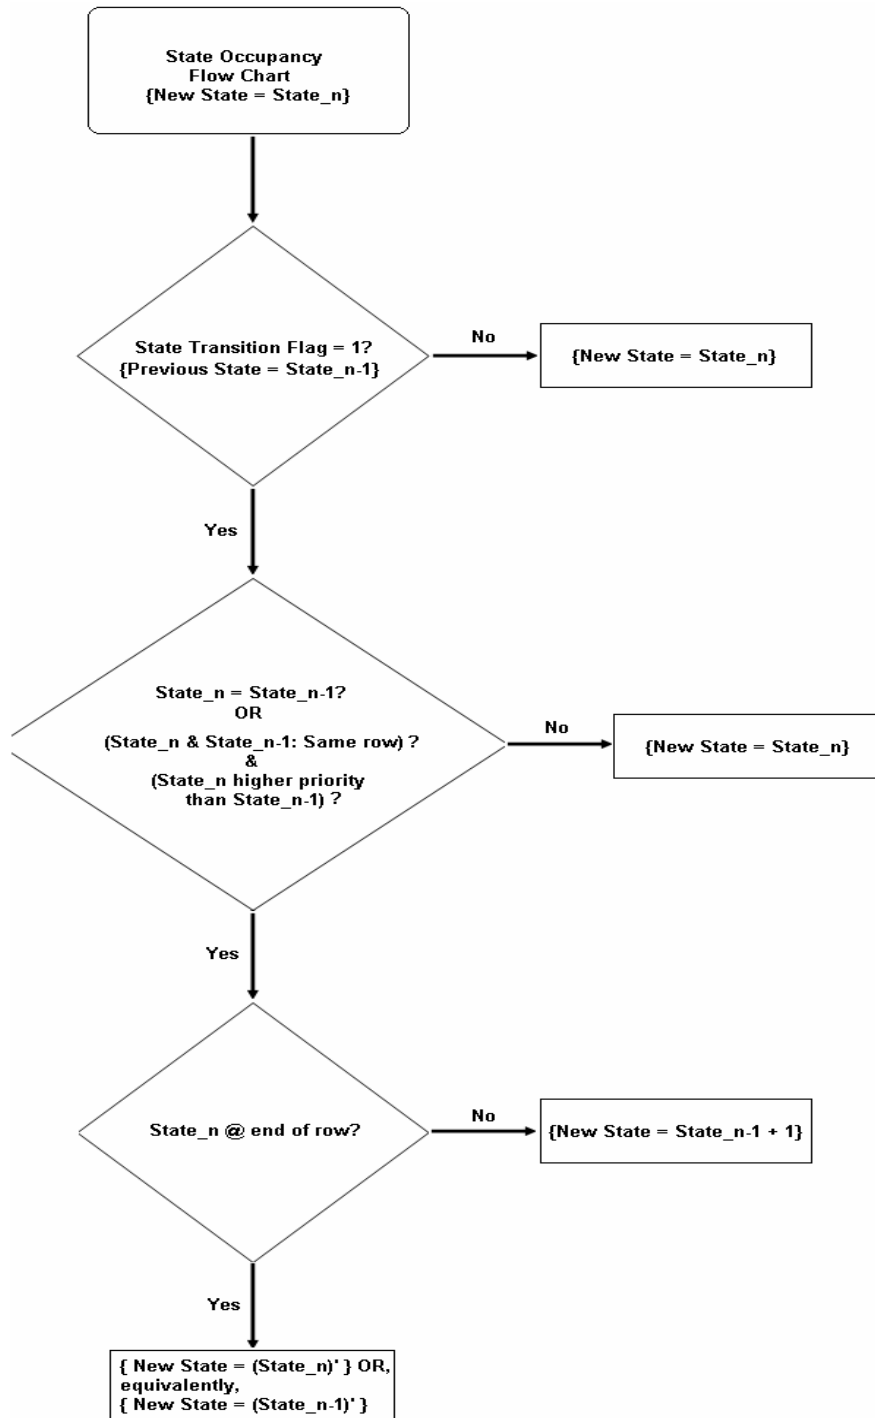 State Occupancy
Flow Chart
{New State = State_n}
State Transition Flag = 1?
{Previous State = State_n-1}
No
{New State = State_n}
Yes
State_n = State_n-1?
OR
(State_n & State_n-1: Same row) ?
&
(State_n higher priority
than State_n-1) ?
No
{New State = State_n}
Yes
State_n @ end of row?
No
{New State = State_n-1 + 1}
Yes
{ New State = (State_n)' } OR,
equivalently,
{ New State = (State_n-1)' }